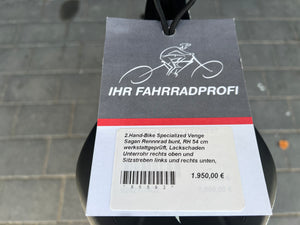 IHR FAHRRADPROFI
2.Hand-Bike Specialized Venge
Sagan Rennrad bunt, RH 54 cm
werkstattgeprüft, Lackschaden
Unterrohr rechts oben und
Sitzstreben links und rechts unten,
1.950,00 €